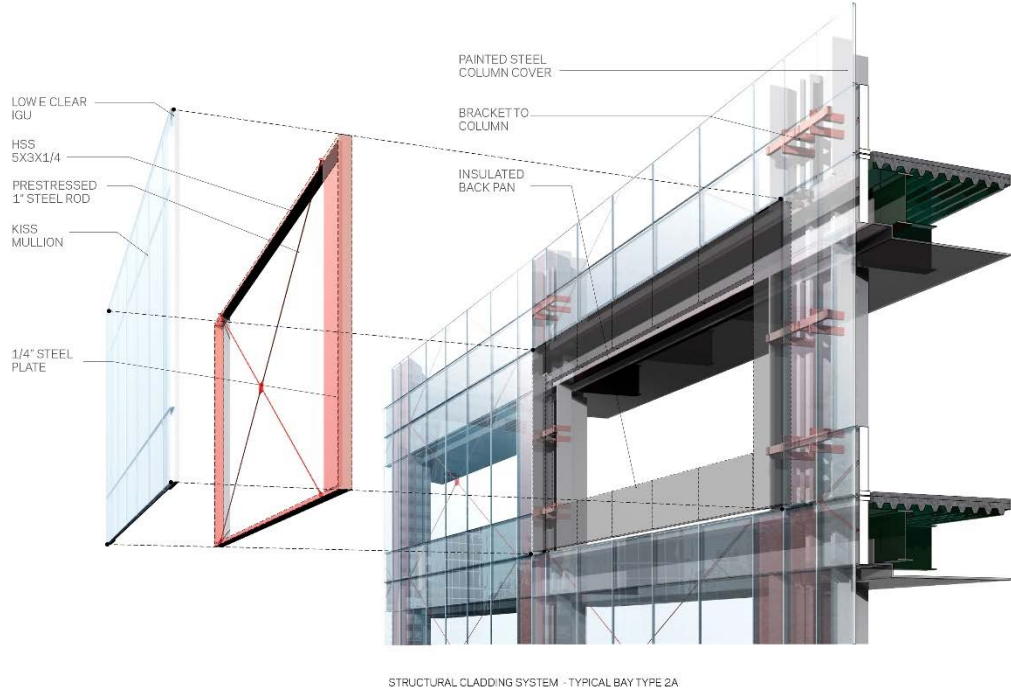 LOW E CLEAR
IGU
HSS
5X3X1/4
PRESTRESSED
1" STEEL ROD
KISS
MULLION
1/4" STEEL
PLATE
PAINTED STEEL
COLUMN COVER
BRACKET TO
COLUMN
INSULATED
BACK PAN
STRUCTURAL CLADDING SYSTEM - TYPICAL BAY TYPE 2A